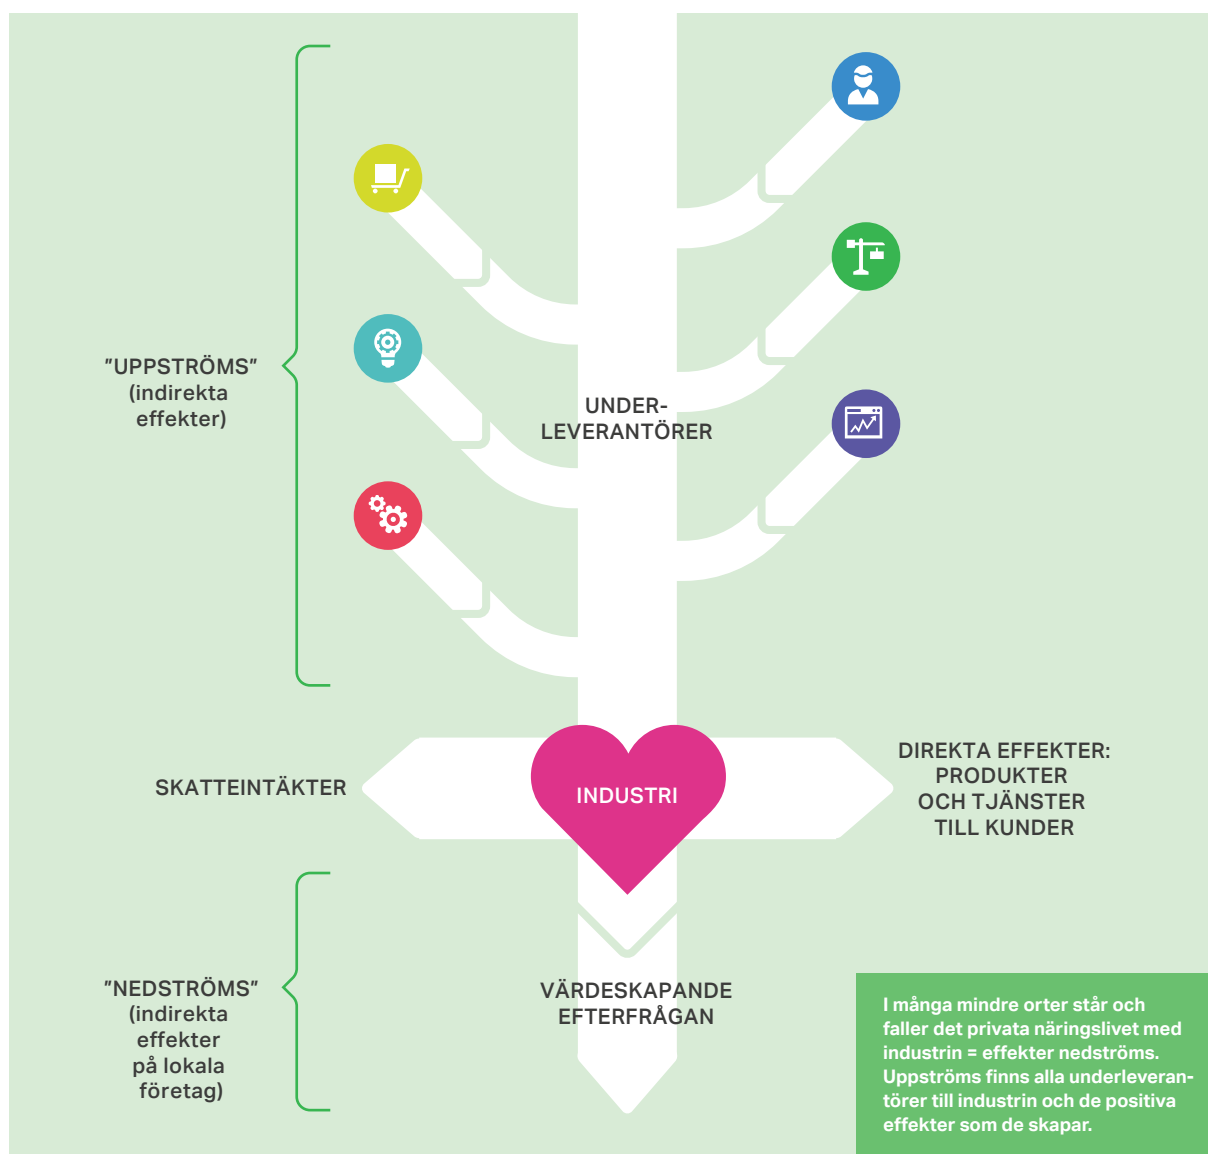 ”UPPSTRÖMS”
(indirekta
effekter)
UNDER-
LEVERANTÖRER
SKATTEINTÄKTER
INDUSTRI
DIREKTA EFFEKTER:
PRODUKTER
OCH TJÄNSTER
TILL KUNDER
”NEDSTRÖMS”
(indirekta
effekter
på lokala
företag)
VÄRDESKAPANDE
EFTERFRÅGAN
I många mindre orter står och
faller det privata näringslivet med
industrin = effekter nedströms.
Uppströms finns alla underleveran-
törer till industrin och de positiva
effekter som de skapar.